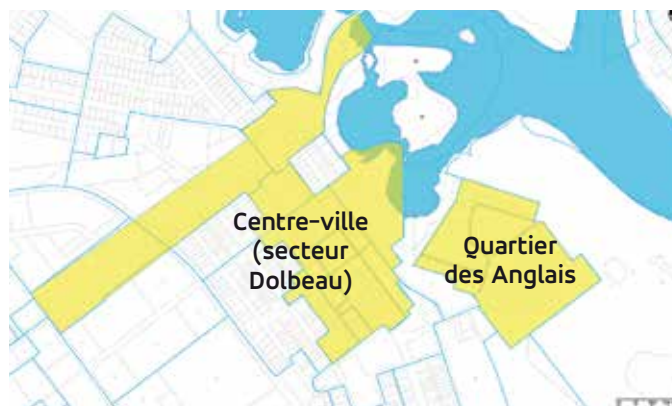 Centre-ville
(secteur
Dolbeau)
Quartier
des Anglais